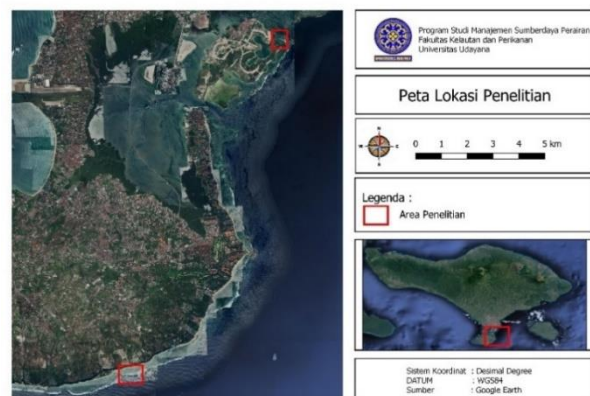 Program Studi Manajemen Sumberdaya Perairan
Fakultas Kelautan dan Perikanan
Universitas Udayana
Peta Lokasi Penelitian
0 1 2 3 4 5 km
Legenda :
Area Penelitian
Sistem Koordinat : Desimal Degree
DATUM : WGS84
Sumber : Google Earth